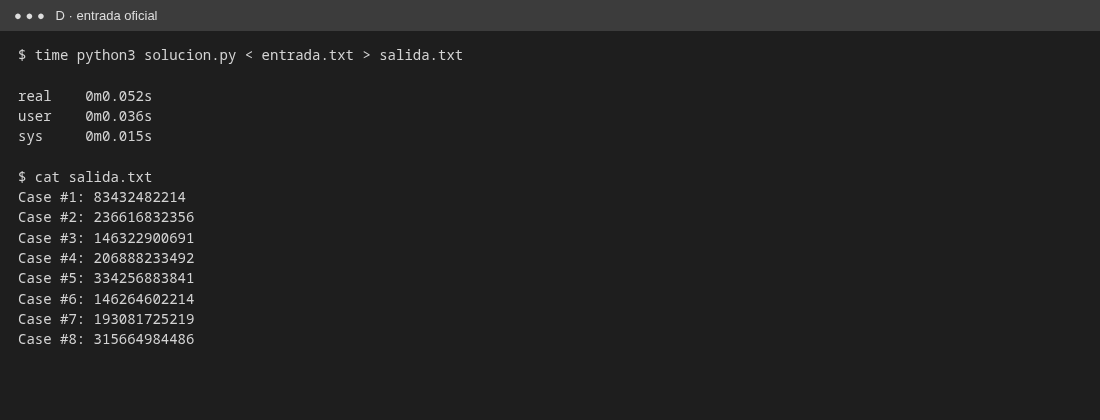 ● ● ● D · entrada oficial
$ time python3 solucion.py < entrada.txt > salida.txt
real    0m0.052s
user    0m0.036s
sys     0m0.015s
$ cat salida.txt
Case #1: 83432482214
Case #2: 236616832356
Case #3: 146322900691
Case #4: 206888233492
Case #5: 334256883841
Case #6: 146264602214
Case #7: 193081725219
Case #8: 315664984486